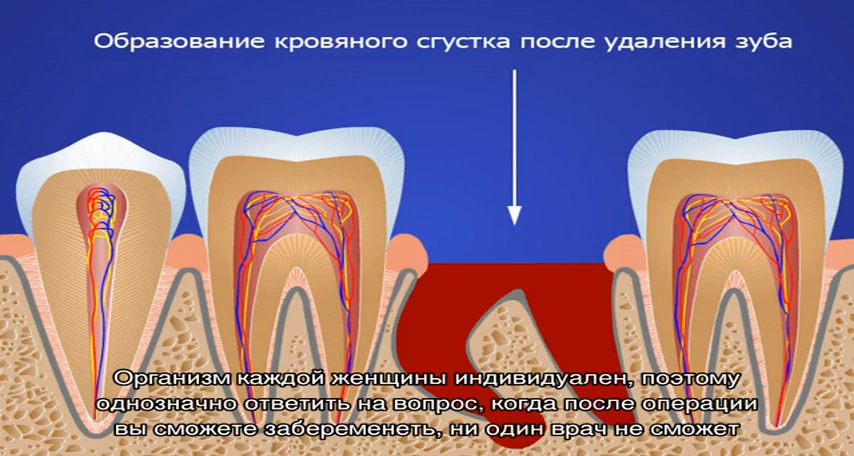 Образование кровяного сгустка после удаления зуба
Организм каждой женщины индивидуален, поэтому
однозначно ответить на вопрос, когда после операции
вы сможете забеременеть, ни один врач не сможет